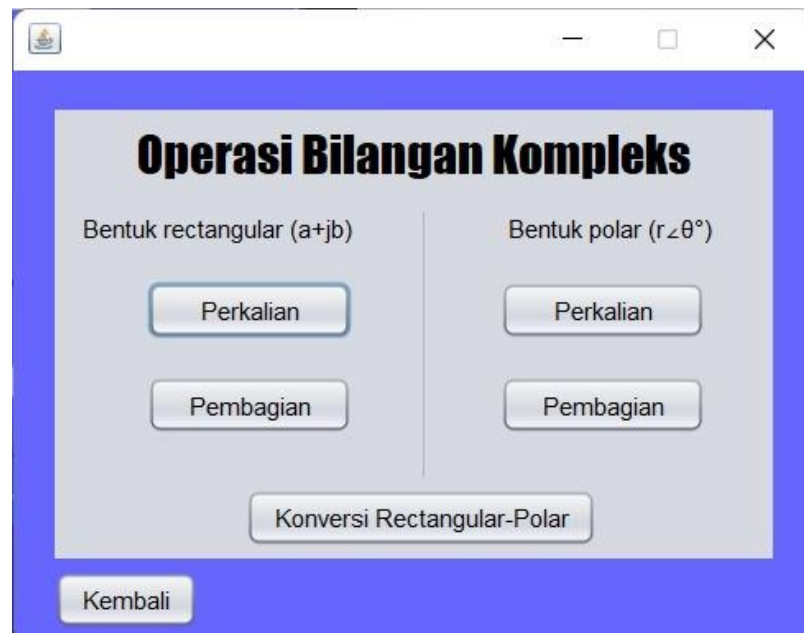 Operasi Bilangan Kompleks
Bentuk rectangular (a+jb)
Bentuk polar (r∠θ°)
Perkalian
Perkalian
Pembagian
Pembagian
Konversi Rectangular-Polar
Kembali